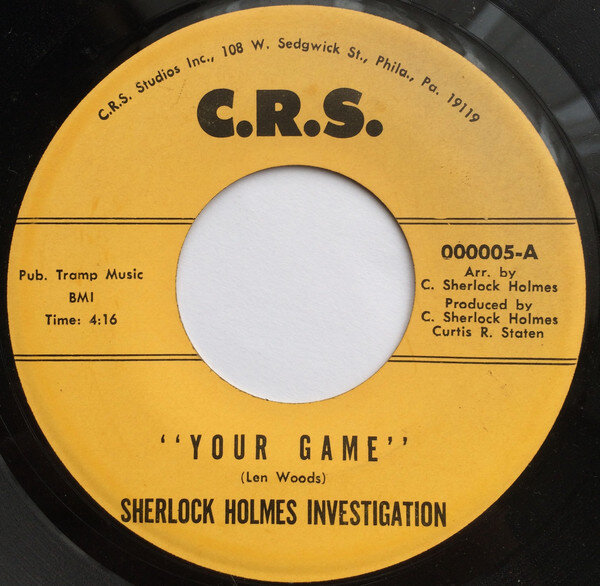 C.R.S. Studios Inc., 108 W. Sedgwick St., Phila., Pa. 19119
C.R.S.
Pub. Tramp Music
BMI
Time: 4:16
000005-A
Arr. by
C. Sherlock Holmes
Produced by
C. Sherlock Holmes
Curtis R. Staten
''YOUR GAME''
(Len Woods)
SHERLOCK HOLMES INVESTIGATION